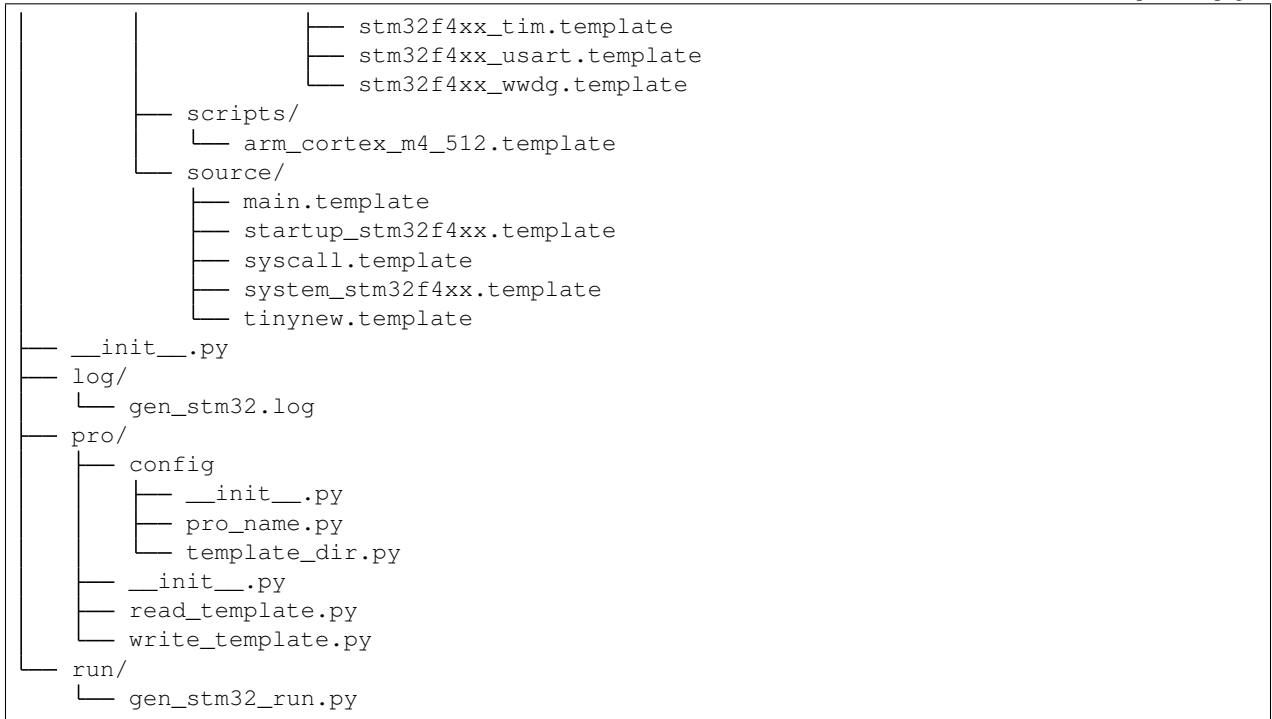 │       │           ├── stm32f4xx_tim.template
│       │           ├── stm32f4xx_usart.template
│       │           └── stm32f4xx_wwdg.template
│       ├── scripts/
│       │   └── arm_cortex_m4_512.template
│       └── source/
│           ├── main.template
│           ├── startup_stm32f4xx.template
│           ├── syscall.template
│           ├── system_stm32f4xx.template
│           └── tinynew.template
├── __init__.py
├── log/
│   └── gen_stm32.log
├── pro/
│   ├── config
│   │   ├── __init__.py
│   │   ├── pro_name.py
│   │   └── template_dir.py
│   ├── __init__.py
│   ├── read_template.py
│   └── write_template.py
└── run/
    └── gen_stm32_run.py